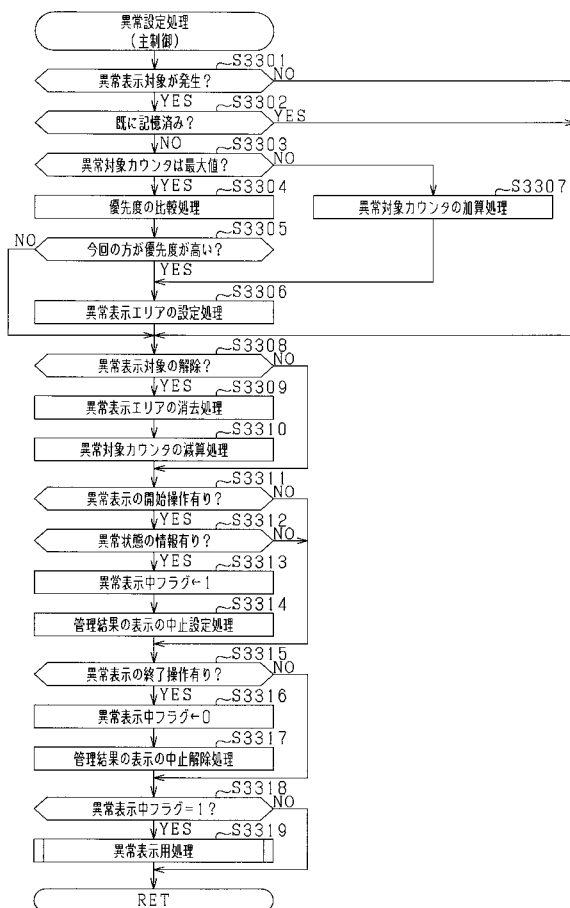 異常設定処理
(主制御)
S3301
異常表示対象が発生?
NO
YES
S3302
既に記憶済み?
YES
NO
S3303
異常対象カウンタは最大値?
NO
YES
S3304
優先度の比較処理
S3307
異常対象カウンタの加算処理
S3305
NO
今回の方が優先度が高い?
YES
S3306
異常表示エリアの設定処理
S3308
異常表示対象の解除?
NO
YES
S3309
異常表示エリアの消去処理
S3310
異常対象カウンタの減算処理
S3311
異常表示の開始操作有り?
NO
YES
S3312
異常状態の情報有り?
NO
YES
S3313
異常表示中フラグ←1
S3314
管理結果の表示の中止設定処理
S3315
異常表示の終了操作有り?
NO
YES
S3316
異常表示中フラグ←0
S3317
管理結果の表示の中止解除処理
S3318
異常表示中フラグ=1?
NO
YES
S3319
異常表示用処理
RET